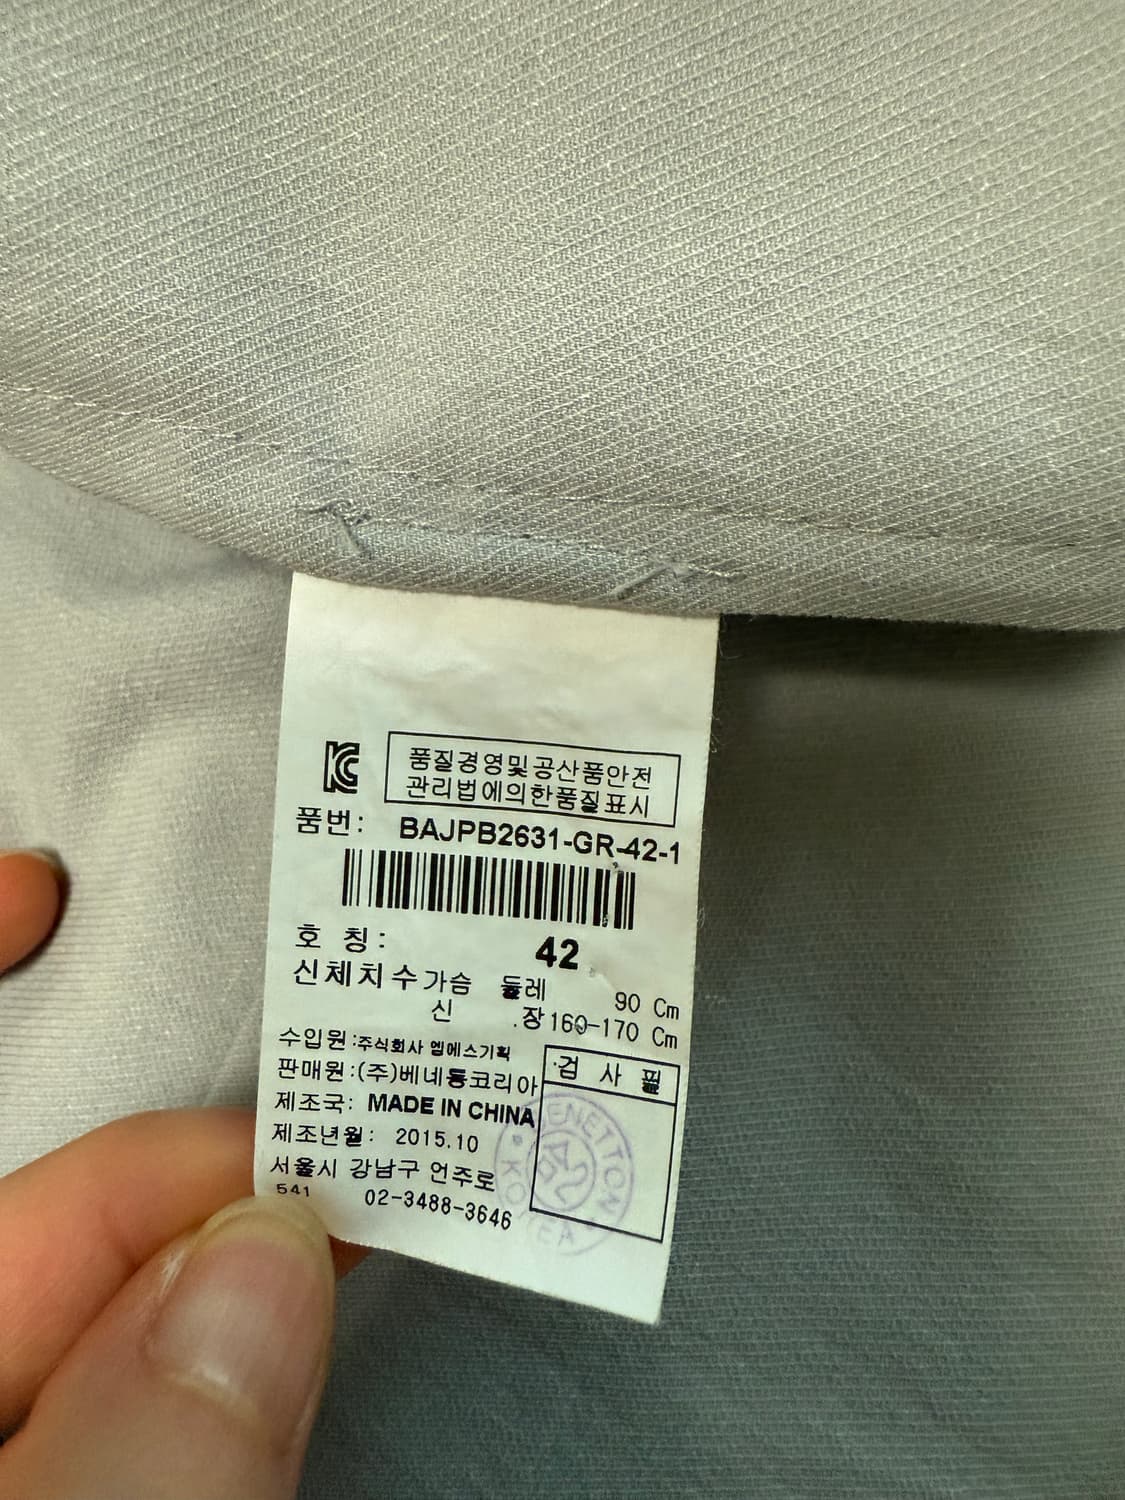 품질경영및공산품안전
관리법에의한품질표시
품번: BAJPB2631-GR-42-1
호 칭: 42
신체치수 가슴 둘레 90 Cm
신 장 160-170 Cm
수입원:주식회사 엠에스기획
판매원:(주)베네통코리아
제조국: MADE IN CHINA
제조년월: 2015.10
서울시 강남구 언주로
541 02-3488-3646
검 사 필
BENETTON KOREA